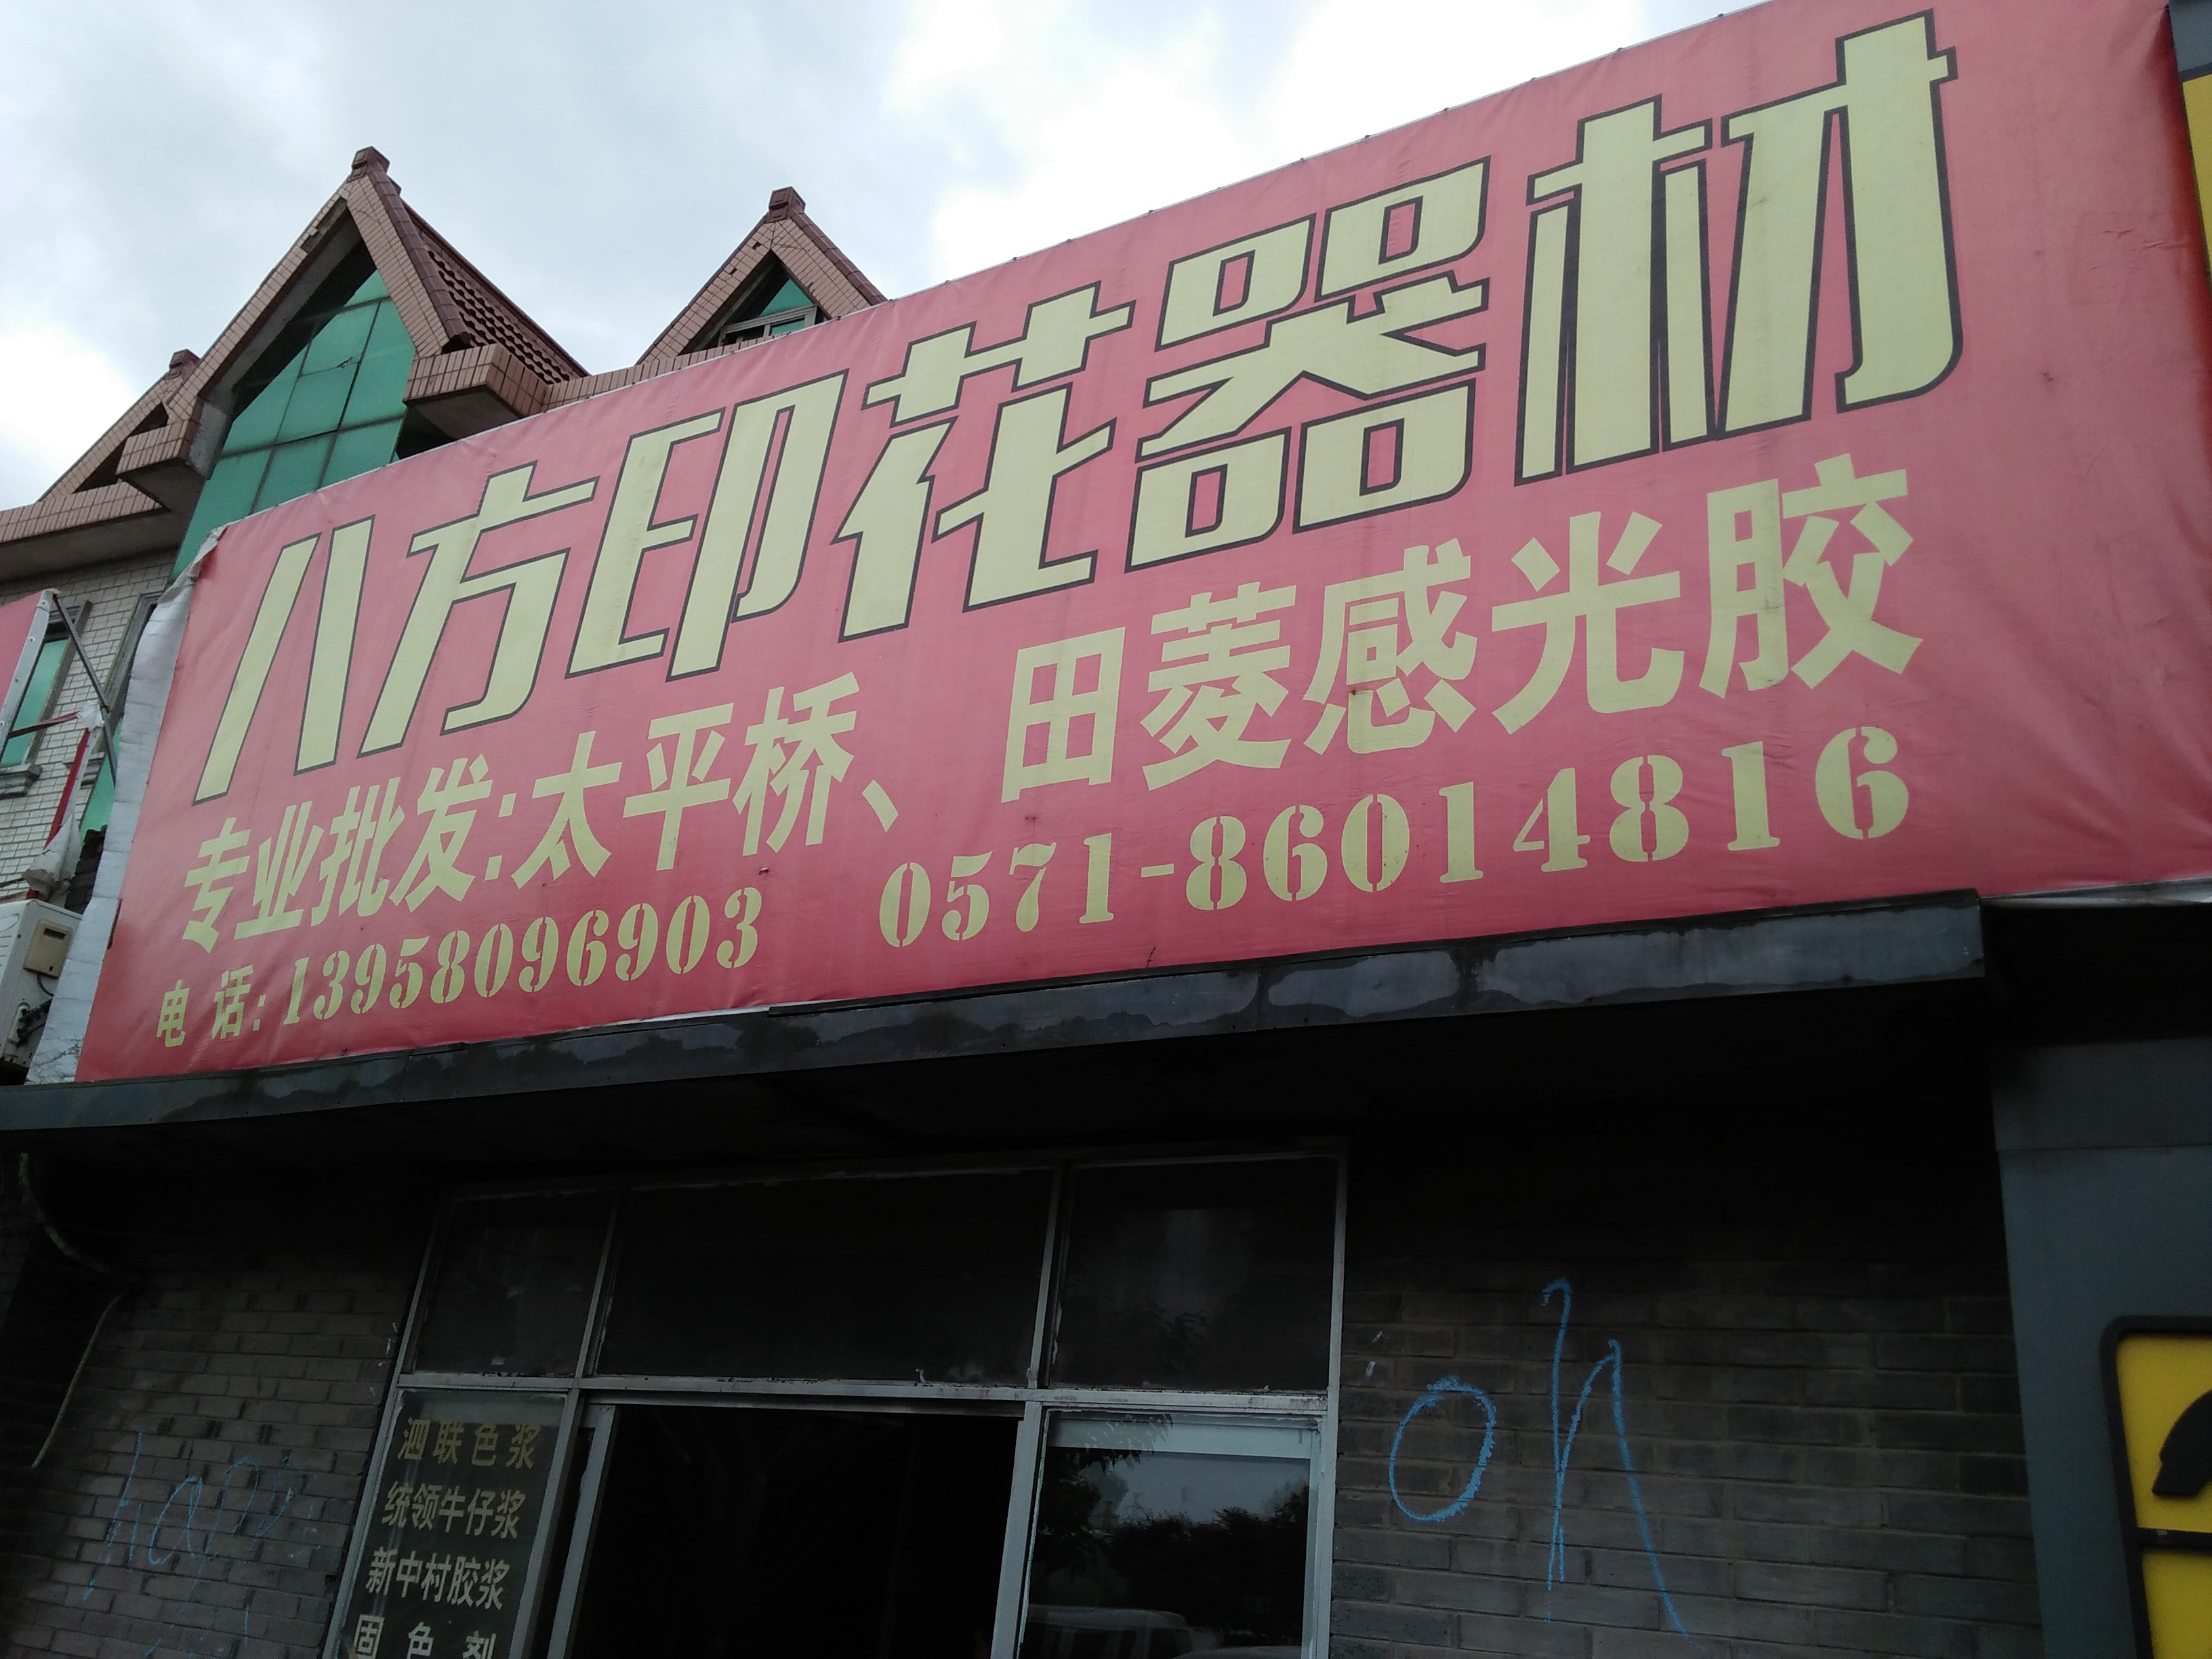 八方印花器材
专业批发:太平桥、田菱感光胶
电 话:13958096903 0571-86014816
泗联色浆
统领牛仔浆
新中村胶浆
固色剂
on